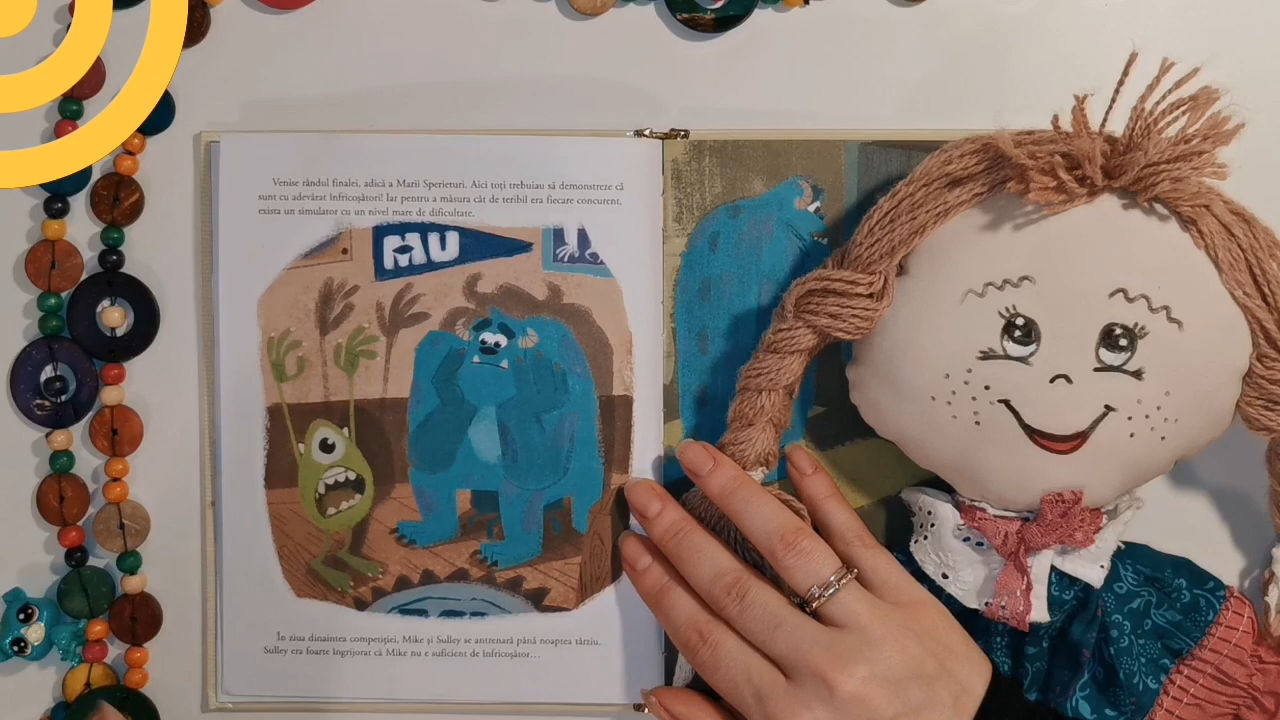 Venise rândul finalei, adică a Marii Sperieturi. Aici toți trebuiau să demonstreze că
sunt cu adevărat înfricoșători! Iar pentru a măsura cât de teribil era fiecare concurent,
exista un simulator cu un nivel mare de dificultate.
MU
În ziua dinaintea competiției, Mike și Sulley se antrenară până noaptea târziu.
Sulley era foarte îngrijorat că Mike nu e suficient de înfricoșător...